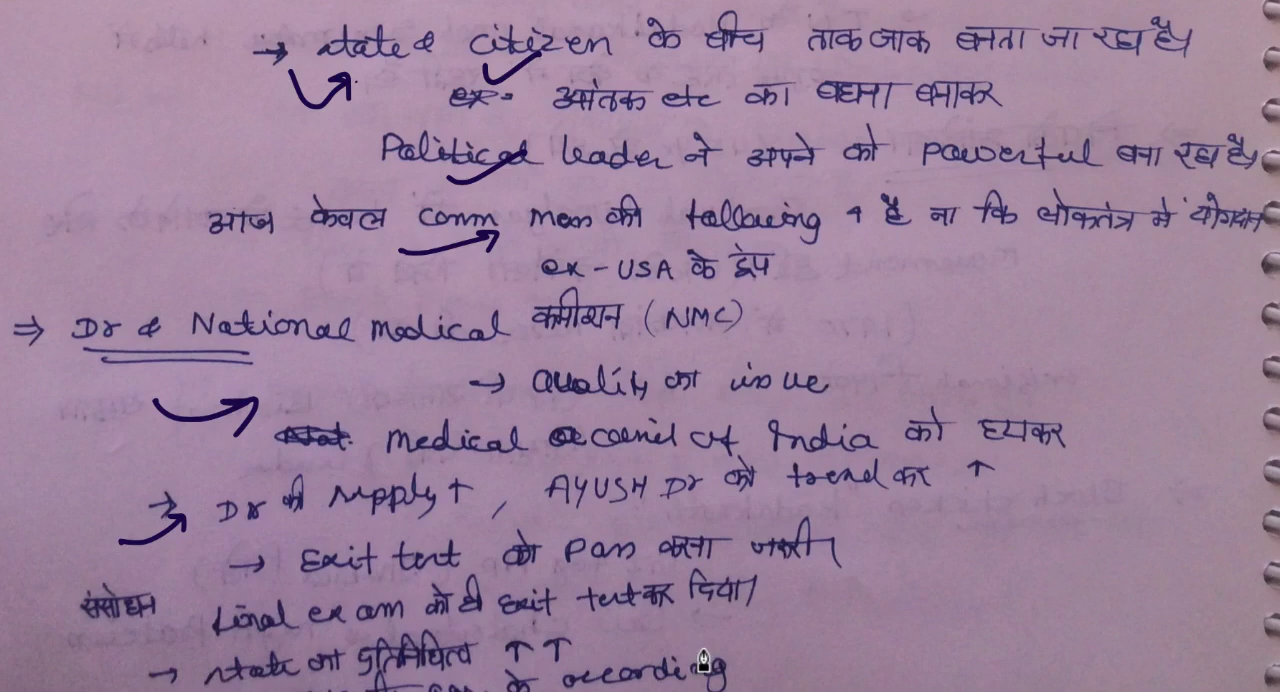 → state & citizen के बीच ताकजाक बनता जा रहा है।
ex- आंतक etc का बहाना बनाकर
Political leader ने अपने को powerful बना रहा है।
आज केवल comm man की following ↑ है ना कि लोकतंत्र में योगदान
ex - USA के द्वेष
⇒ Dr & National medical कमीशन (NMC)
→ Quality का issue
medical of India को हटाकर
→ Dr की supply ↑, AYUSH Dr को trend कर ↑
→ Exit test को pass करना जरूरी।
संसोधन final exam को ही exit test कर दिया।
→ state का प्रतिनिधित्व ↑ ↑
के according